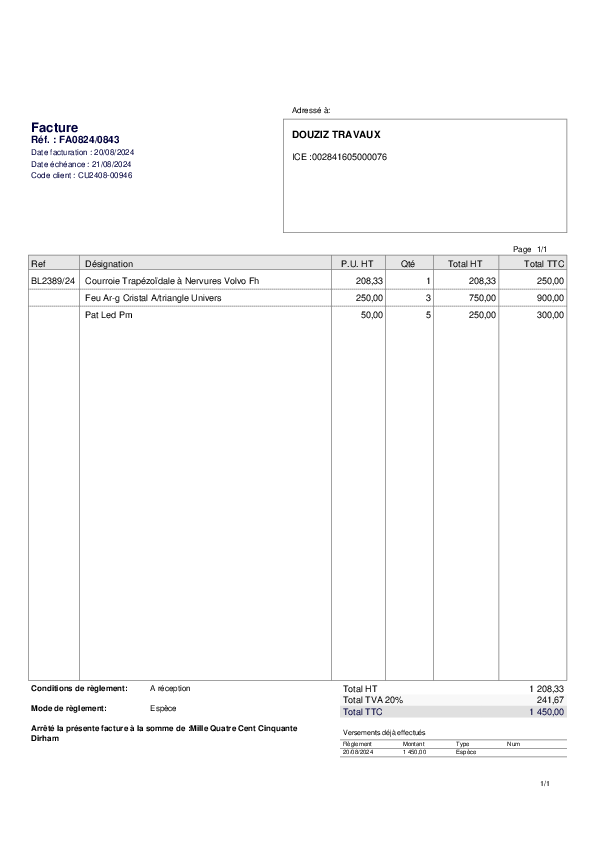 Adressé à:
Facture
Réf. : FA0824/0843
Date facturation : 20/08/2024
Date échéance : 21/08/2024
Code client : CU2408-00946
DOUZIZ TRAVAUX
ICE :002841605000076
Page 1/1
Ref Désignation P.U. HT Qté Total HT Total TTC
BL2389/24 Courroie Trapézoïdale à Nervures Volvo Fh 208,33 1 208,33 250,00
Feu Ar-g Cristal A/triangle Univers 250,00 3 750,00 900,00
Pat Led Pm 50,00 5 250,00 300,00
Conditions de règlement: A réception
Mode de règlement: Espèce
Arrêté la présente facture à la somme de :Mille Quatre Cent Cinquante
Dirham
Total HT 1 208,33
Total TVA 20% 241,67
Total TTC 1 450,00
Versements déjà effectués
Règlement Montant Type Num
20/08/2024 1 450,00 Espèce
1/1